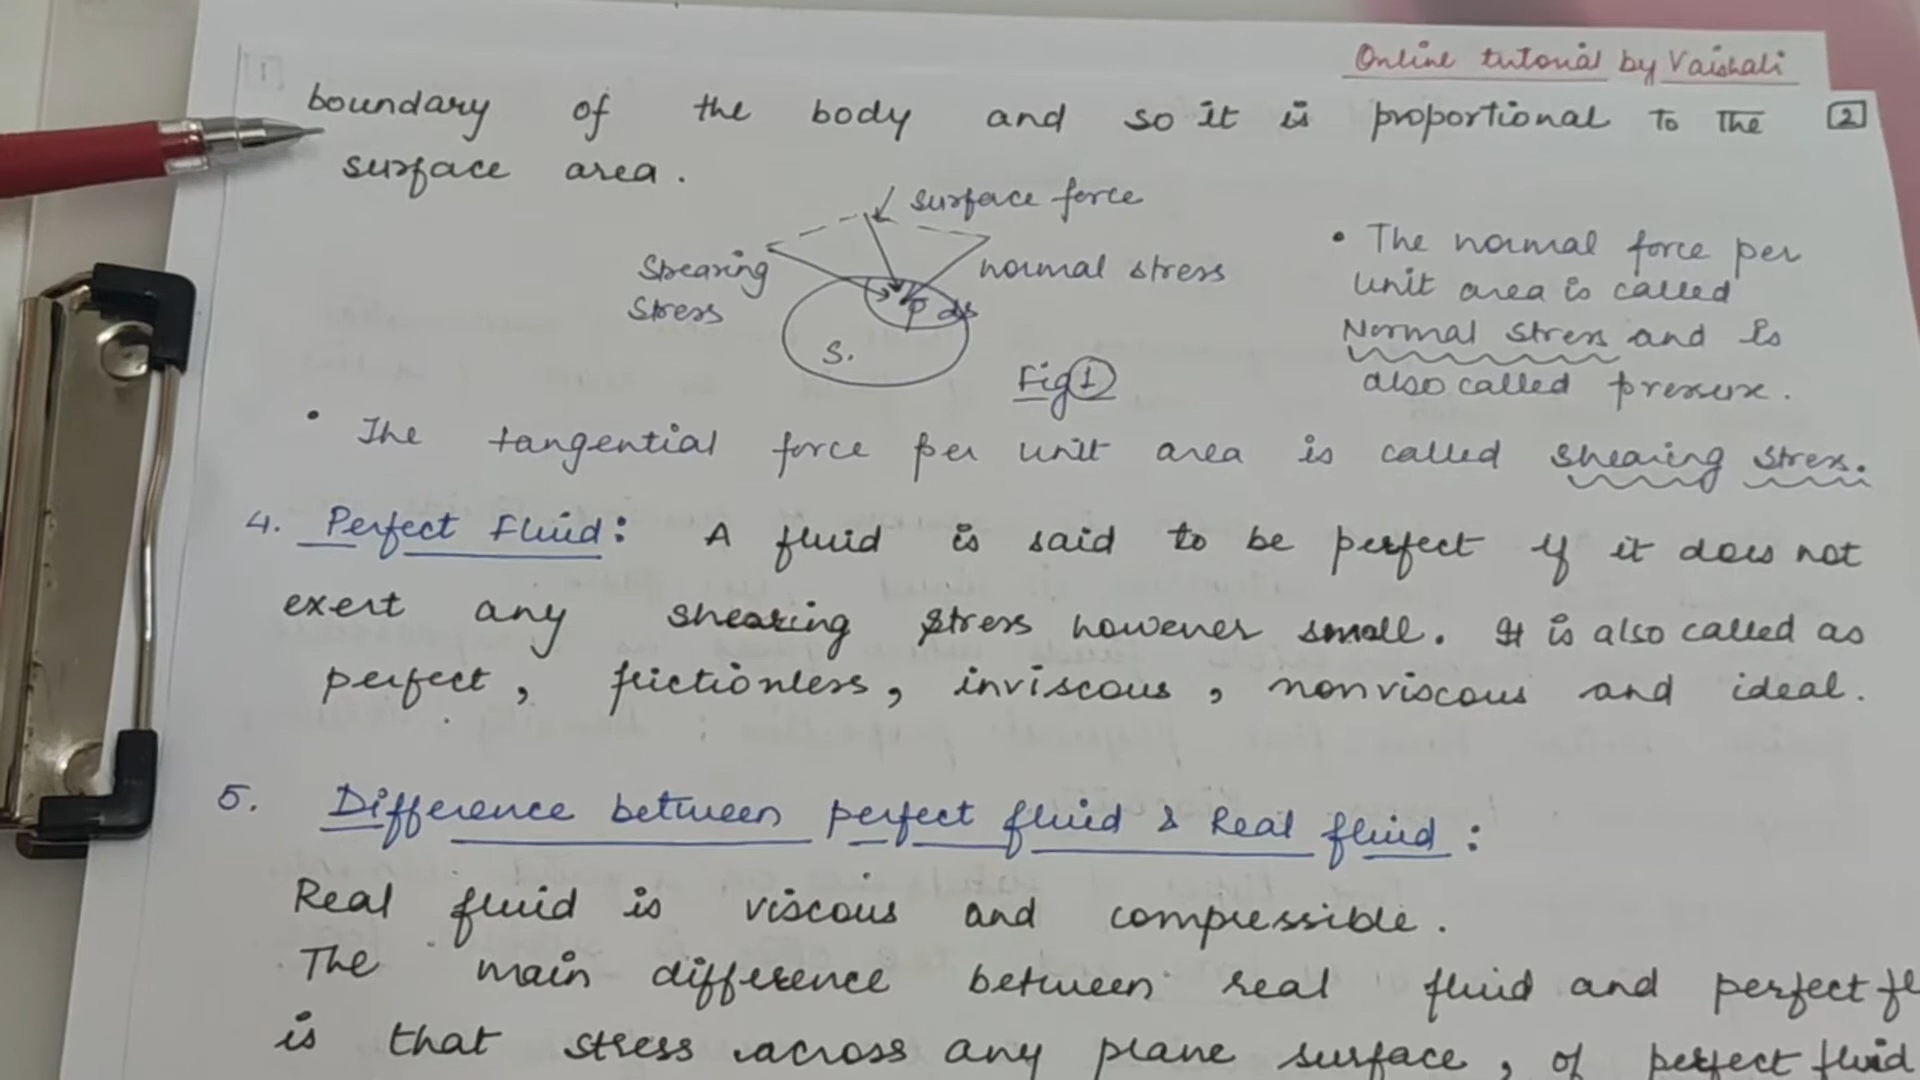 Online tutorial by Vaishali
2
boundary of the body and so it is proportional to the
surface area.
surface force
Shearing
Stress
normal stress
P ds
S.
Fig 1
• The normal force per
unit area is called
Normal Stress and is
also called pressure.
• The tangential force per unit area is called shearing stress.
4. Perfect Fluid: A fluid is said to be perfect if it does not
exert any shearing stress however small. It is also called as
perfect, frictionless, inviscous, nonviscous and ideal.
5. Difference between perfect fluid & Real fluid:
Real fluid is viscous and compressible.
The main difference between real fluid and perfect fl
is that stress across any plane surface, of perfect fluid